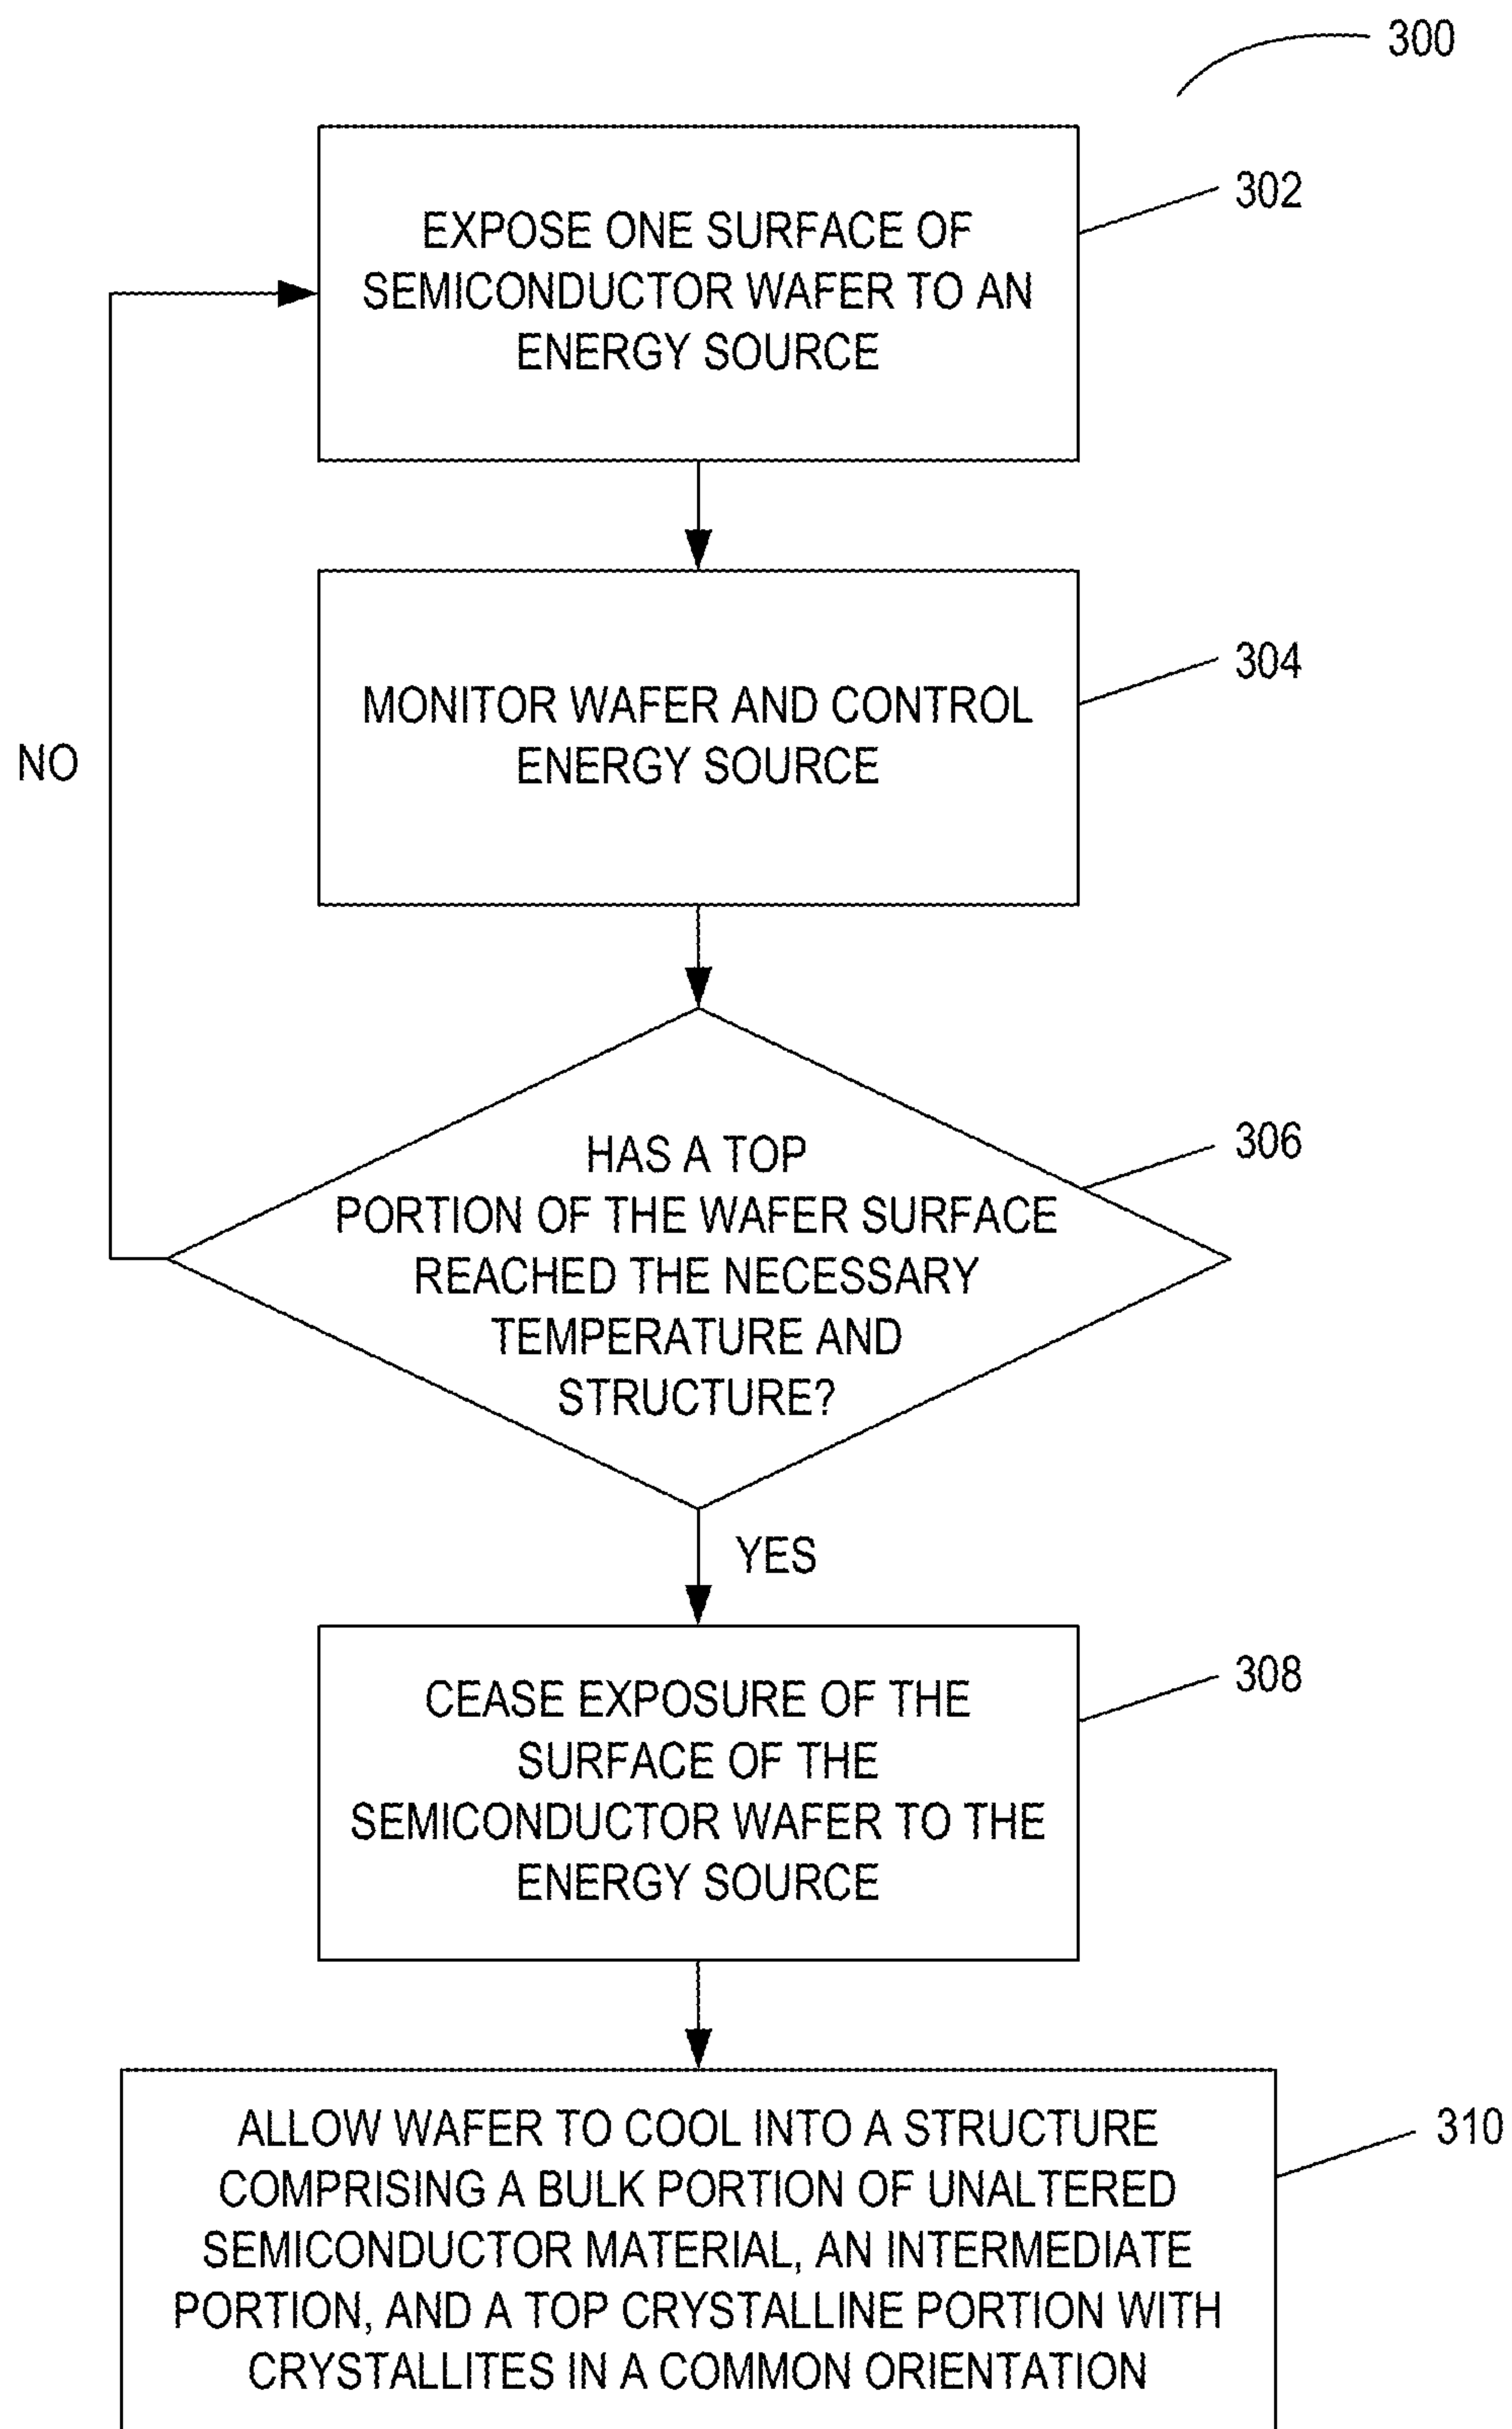 300
EXPOSE ONE SURFACE OF
SEMICONDUCTOR WAFER TO AN
ENERGY SOURCE
302
MONITOR WAFER AND CONTROL
ENERGY SOURCE
304
NO
HAS A TOP
PORTION OF THE WAFER SURFACE
REACHED THE NECESSARY
TEMPERATURE AND
STRUCTURE?
306
YES
CEASE EXPOSURE OF THE
SURFACE OF THE
SEMICONDUCTOR WAFER TO THE
ENERGY SOURCE
308
ALLOW WAFER TO COOL INTO A STRUCTURE
COMPRISING A BULK PORTION OF UNALTERED
SEMICONDUCTOR MATERIAL, AN INTERMEDIATE
PORTION, AND A TOP CRYSTALLINE PORTION WITH
CRYSTALLITES IN A COMMON ORIENTATION
310